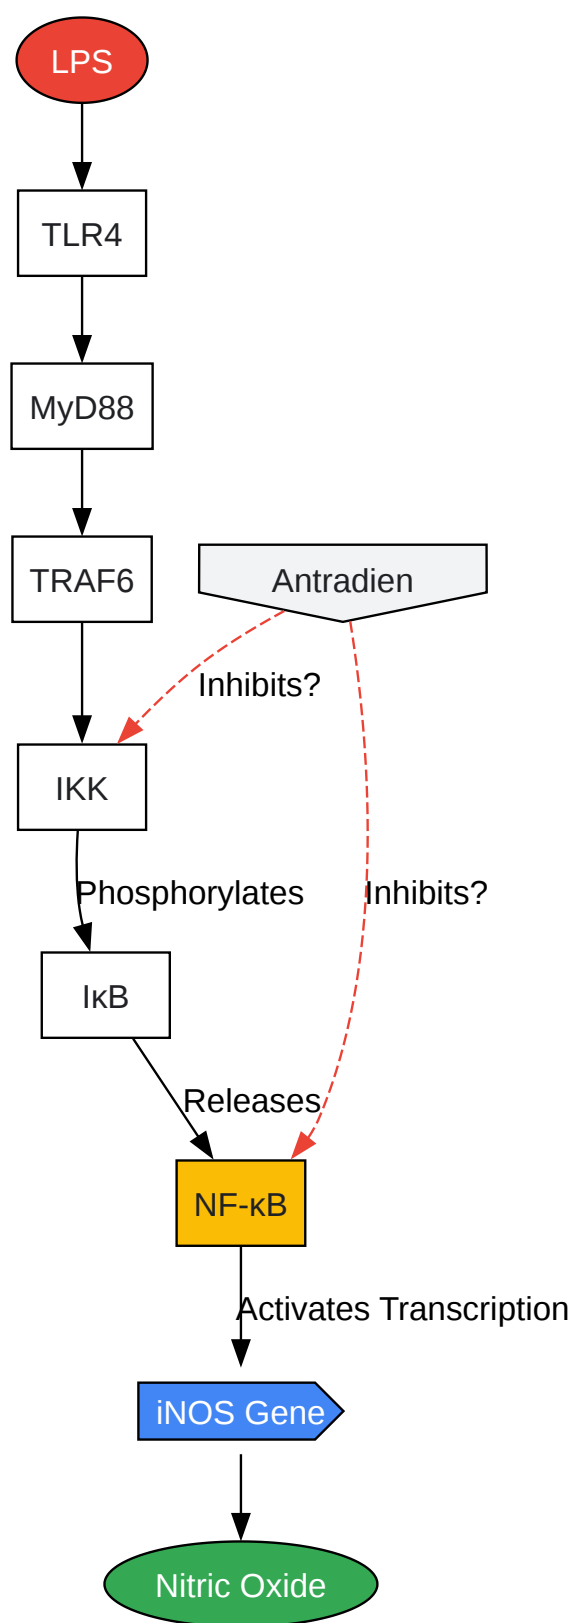 LPS
TLR4
MyD88
TRAF6
Antradien
Inhibits?
IKK
Phosphorylates
Inhibits?
IκB
Releases
NF-κB
Activates Transcription
iNOS Gene
Nitric Oxide